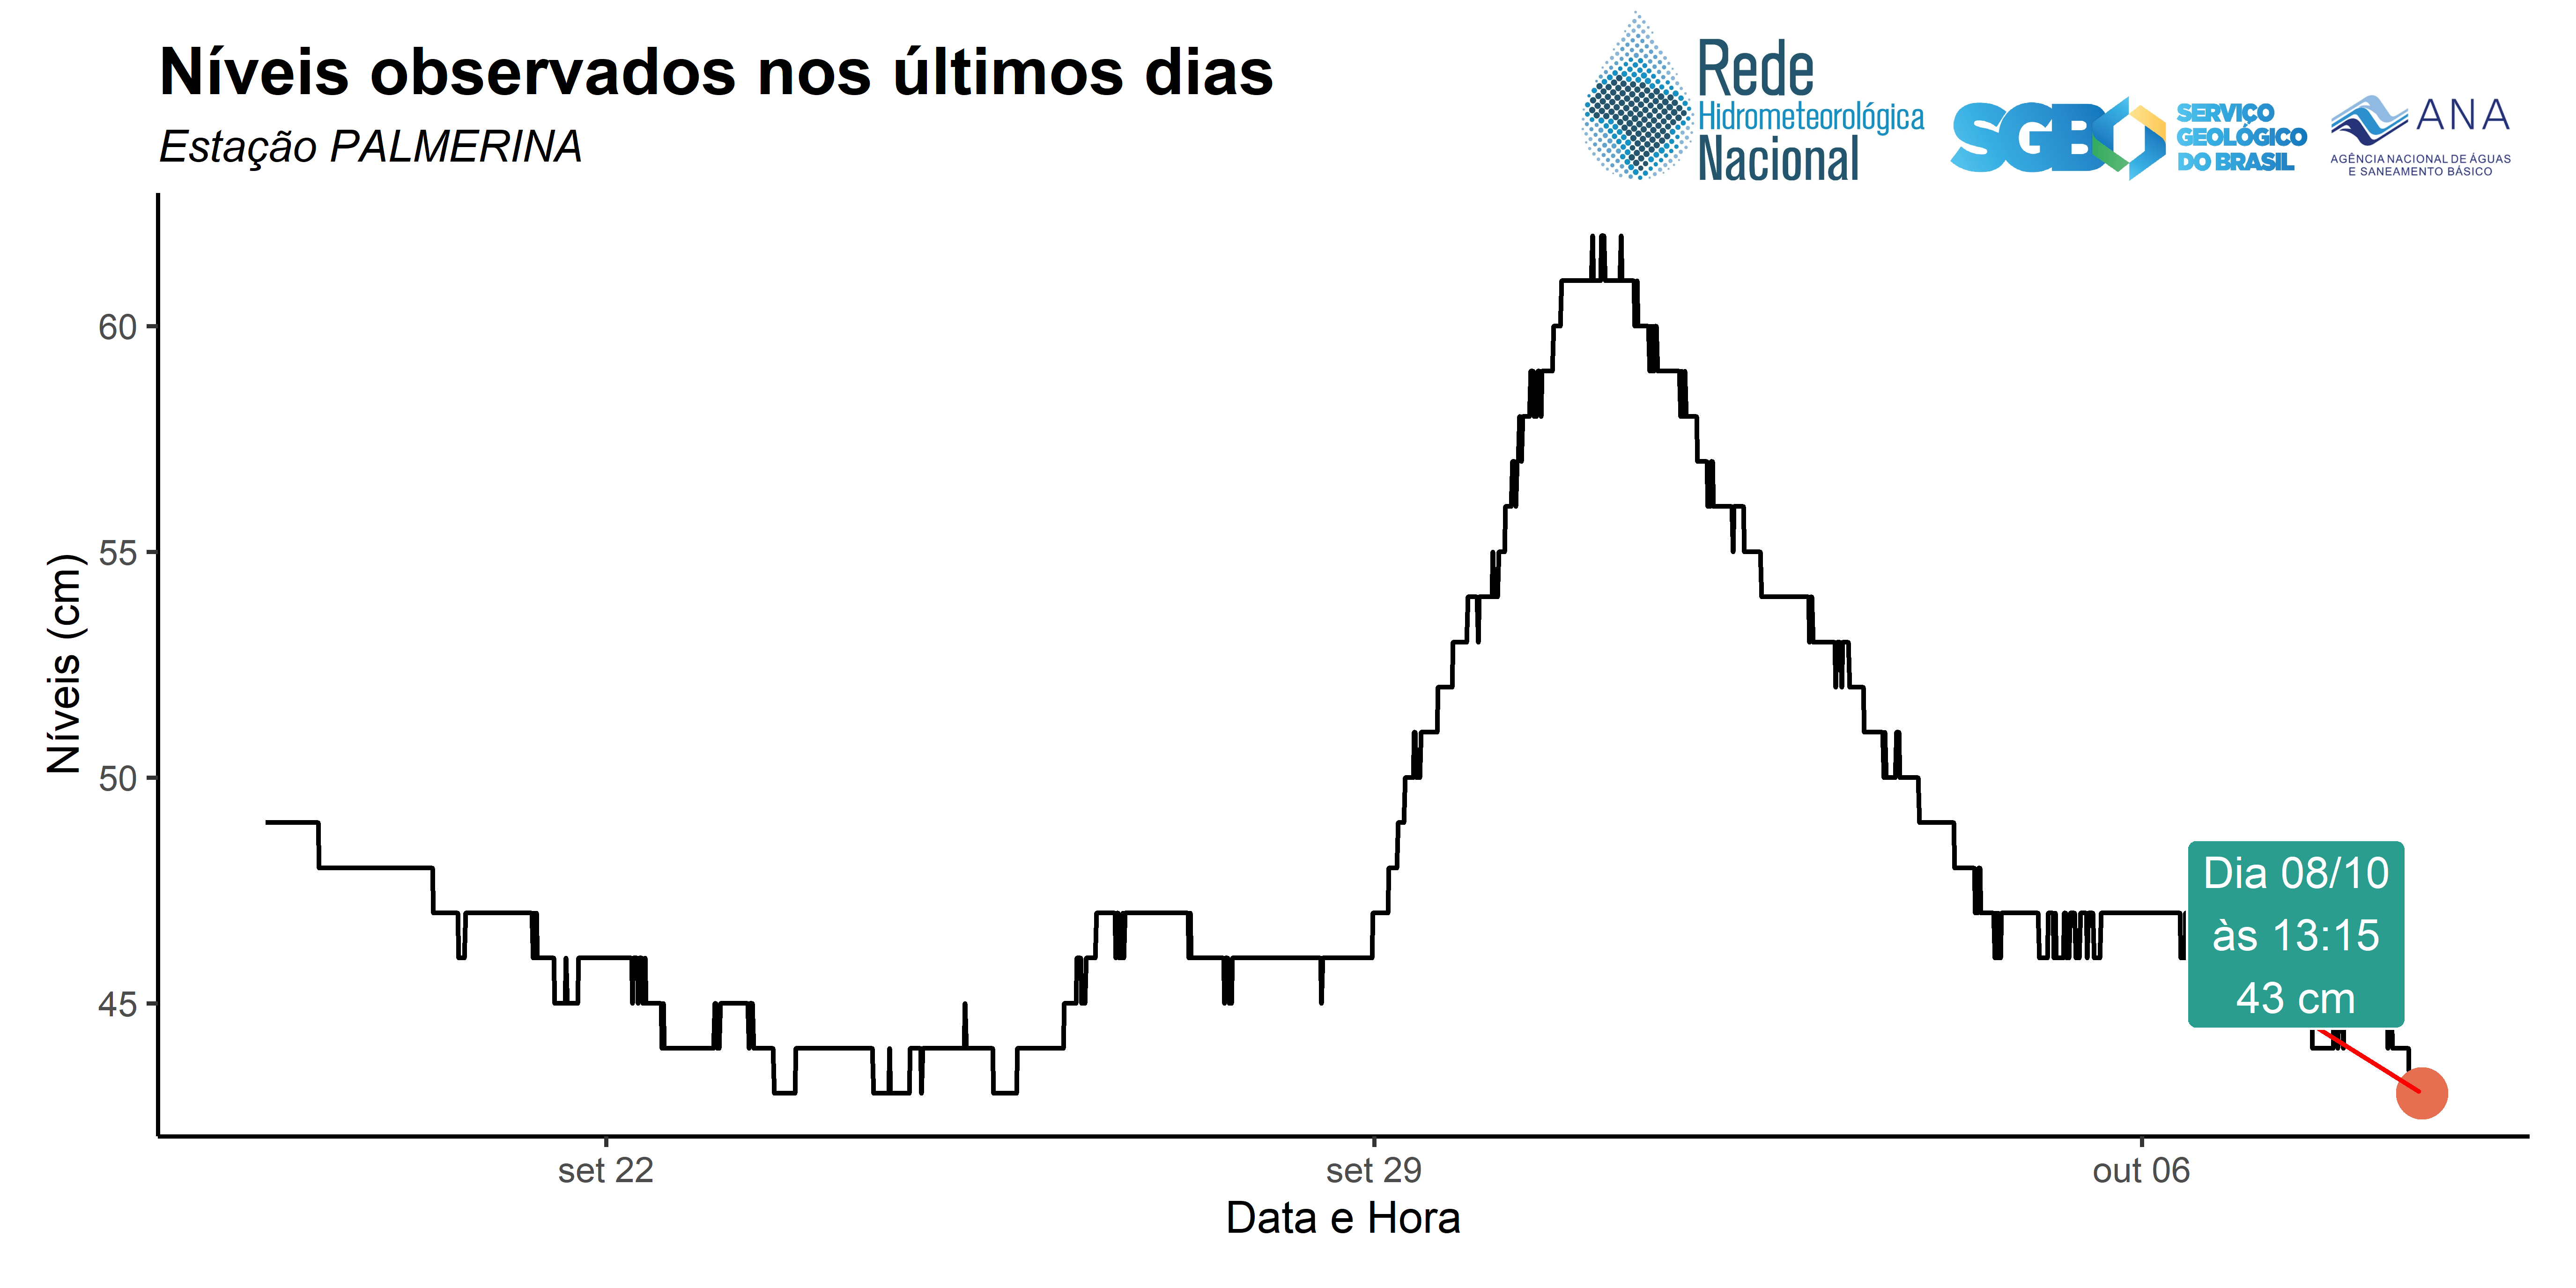 Níveis observados nos últimos dias
Estação PALMERINA
Rede
Hidrometeorológica
Nacional
SGB
SERVIÇO
GEOLÓGICO
DO BRASIL
ANA
AGÊNCIA NACIONAL DE ÁGUAS
E SANEAMENTO BÁSICO
Níveis (cm)
60
55
50
45
Dia 08/10
às 13:15
43 cm
set 22
set 29
out 06
Data e Hora